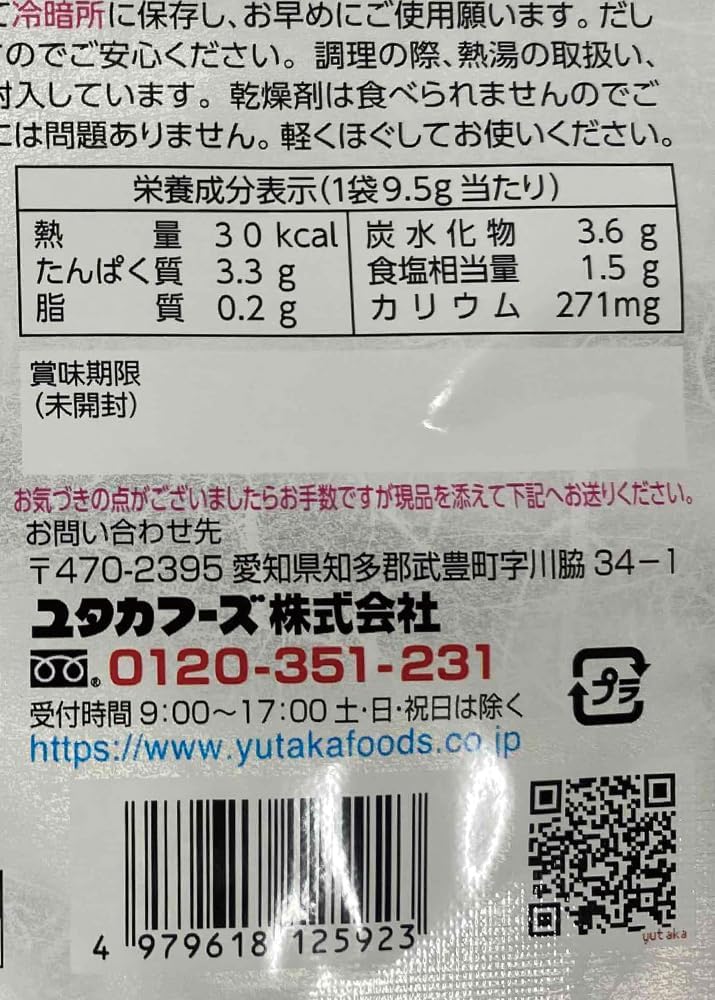 冷暗所に保存し、お早めにご使用願います。だし
のでご安心ください。調理の際、熱湯の取扱い、
封入しています。乾燥剤は食べられませんのでご
には問題ありません。軽くほぐしてお使いください。
栄養成分表示(1袋9.5g当たり)
熱量 30 kcal 炭水化物 3.6 g
たんぱく質 3.3 g 食塩相当量 1.5 g
脂質 0.2 g カリウム 271mg
賞味期限
(未開封)
お気づきの点がございましたらお手数ですが現品を添えて下記へお送りください。
お問い合わせ先
〒470-2395 愛知県知多郡武豊町字川脇34-1
ユタカフーズ株式会社
®0120-351-231
受付時間 9:00〜17:00 土・日・祝日は除く
プラ
https://www.yutakafoods.co.jp
4 979618 125923
yutaka